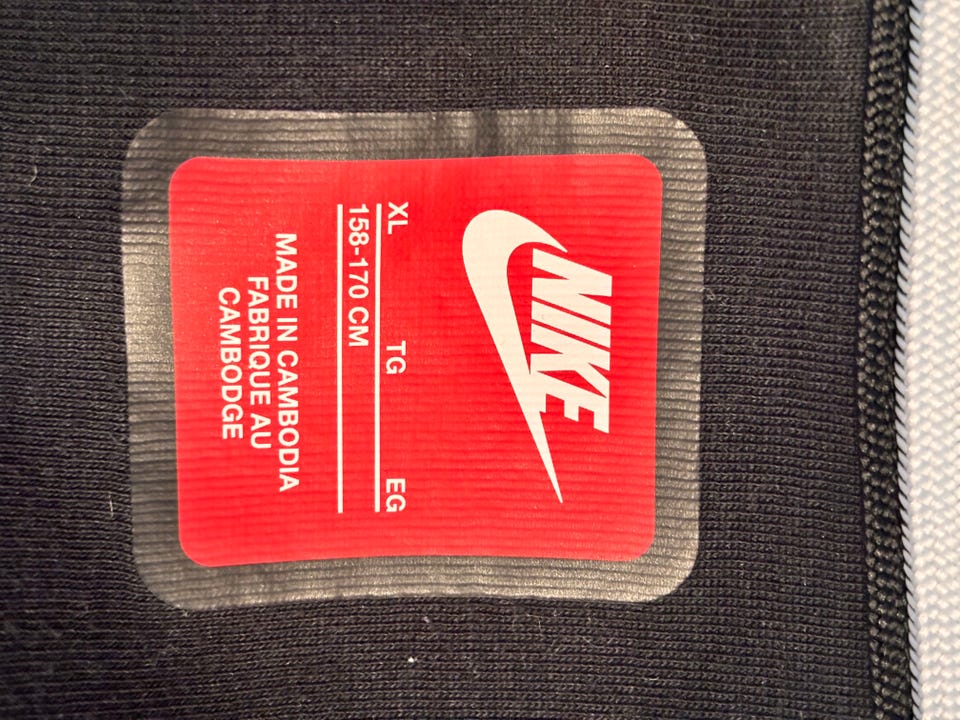 NIKE
XL TG EG
158-170 CM
MADE IN CAMBODIA
FABRIQUE AU
CAMBODGE